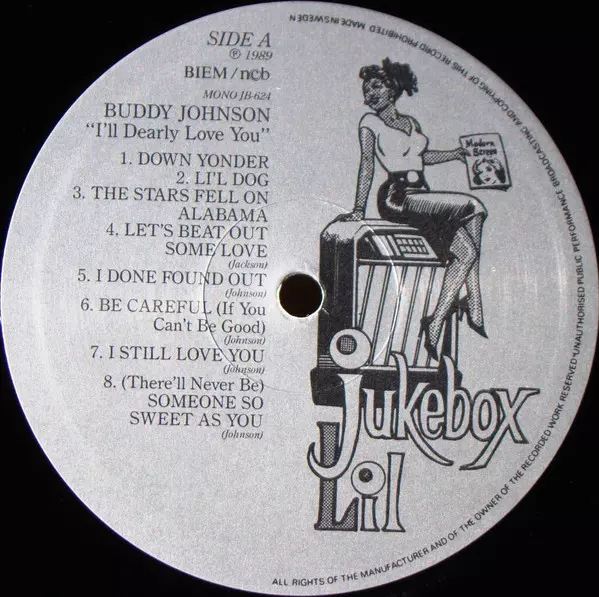 SIDE A
℗ 1989
BIEM / ncb
MONO JB-624
BUDDY JOHNSON
"I'll Dearly Love You"
1. DOWN YONDER
2. LI'L DOG
3. THE STARS FELL ON
ALABAMA
4. LET'S BEAT OUT
SOME LOVE
(Jackson)
5. I DONE FOUND OUT
(Johnson)
6. BE CAREFUL (If You
Can't Be Good)
(Johnson)
7. I STILL LOVE YOU
(Johnson)
8. (There'll Never Be)
SOMEONE SO
SWEET AS YOU
(Johnson)
Modern
Screen
Jukebox
Lil
ALL RIGHTS OF THE MANUFACTURER AND OF THE OWNER OF THE RECORDED WORK RESERVED • UNAUTHORISED PUBLIC PERFORMANCE BROADCASTING AND COPYING OF THIS RECORD PROHIBITED MADE IN SWEDEN